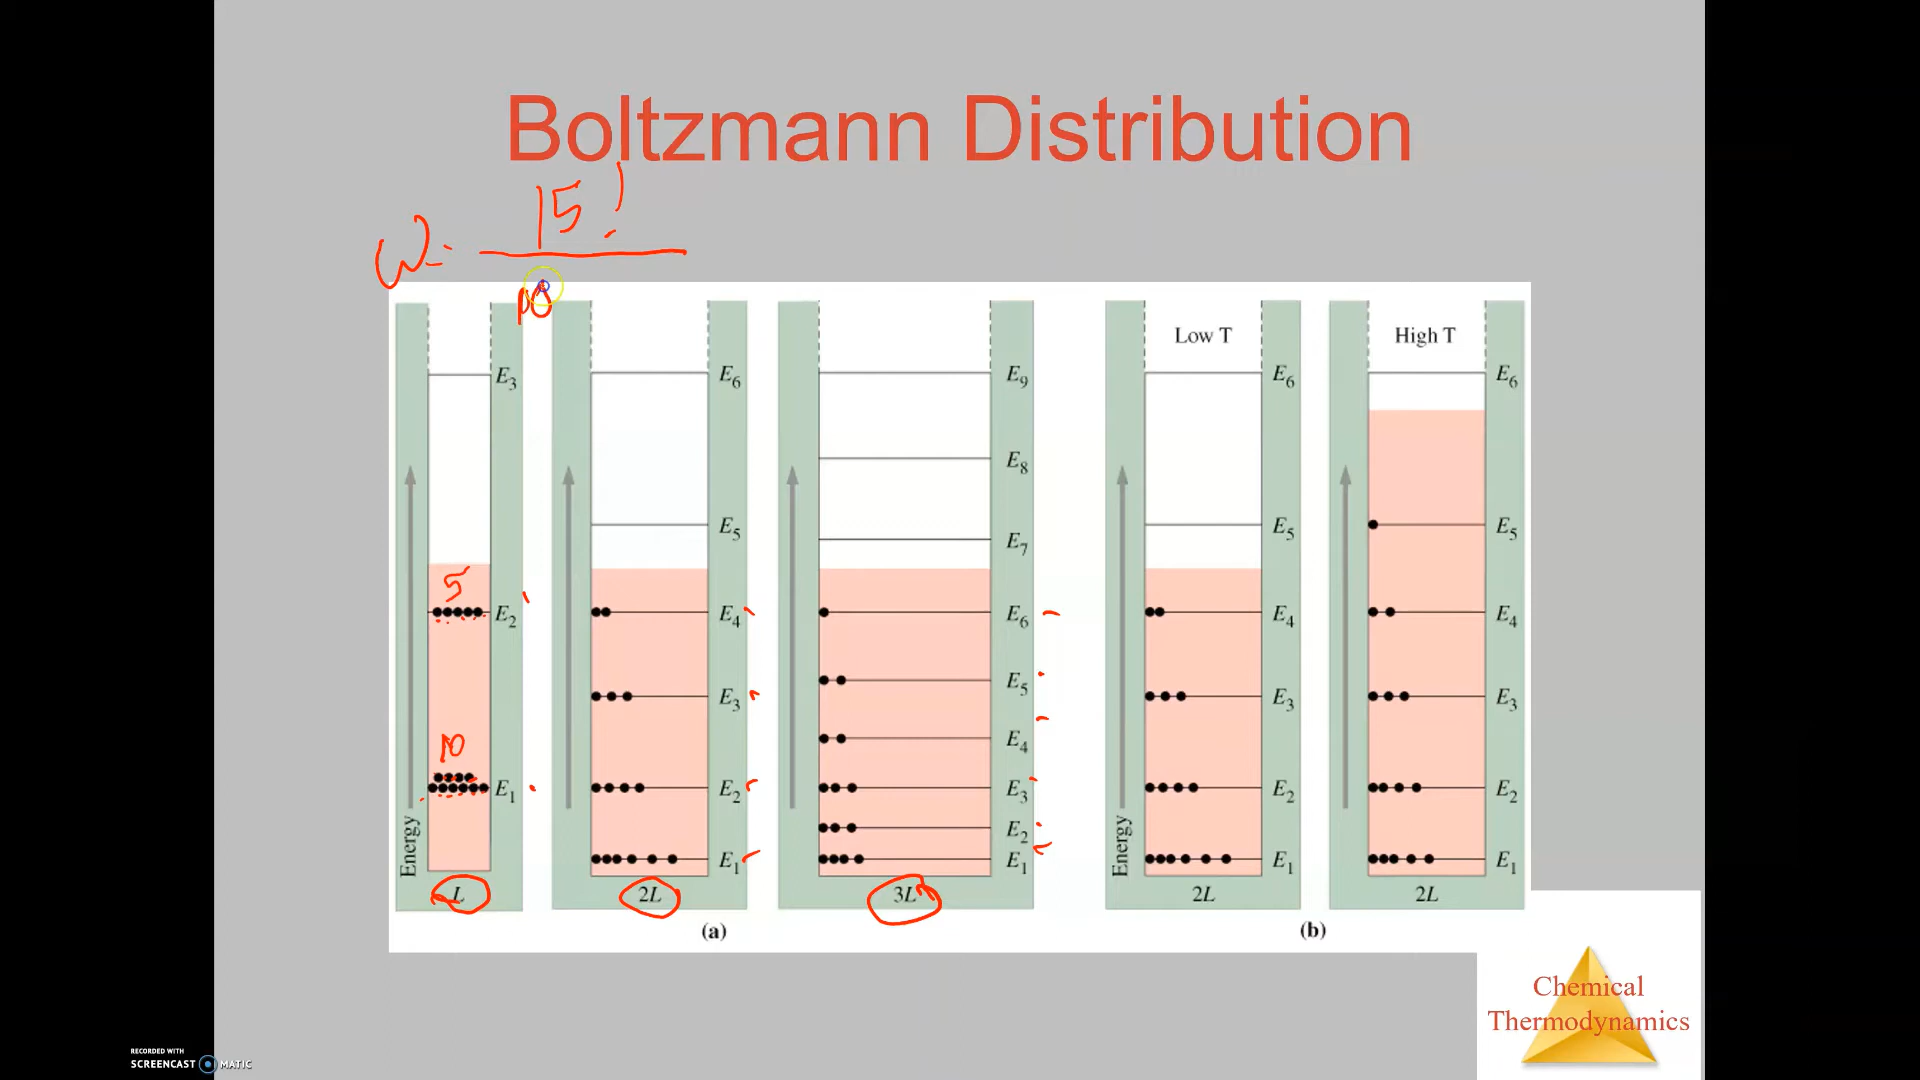 Boltzmann Distribution
W = 15!
10
Low T
High T
E3
E6
E9
E6
E6
E8
E5
E7
E5
E5
5
E2
E4
E6
E4
E4
E5
E3
E3
E3
10
E4
E1
E2
E3
E2
E2
E2
Energy
E1
E1
Energy
E1
E1
L
2L
3L
2L
2L
(a)
(b)
Chemical
Thermodynamics
RECORDED WITH
SCREENCAST MATIC